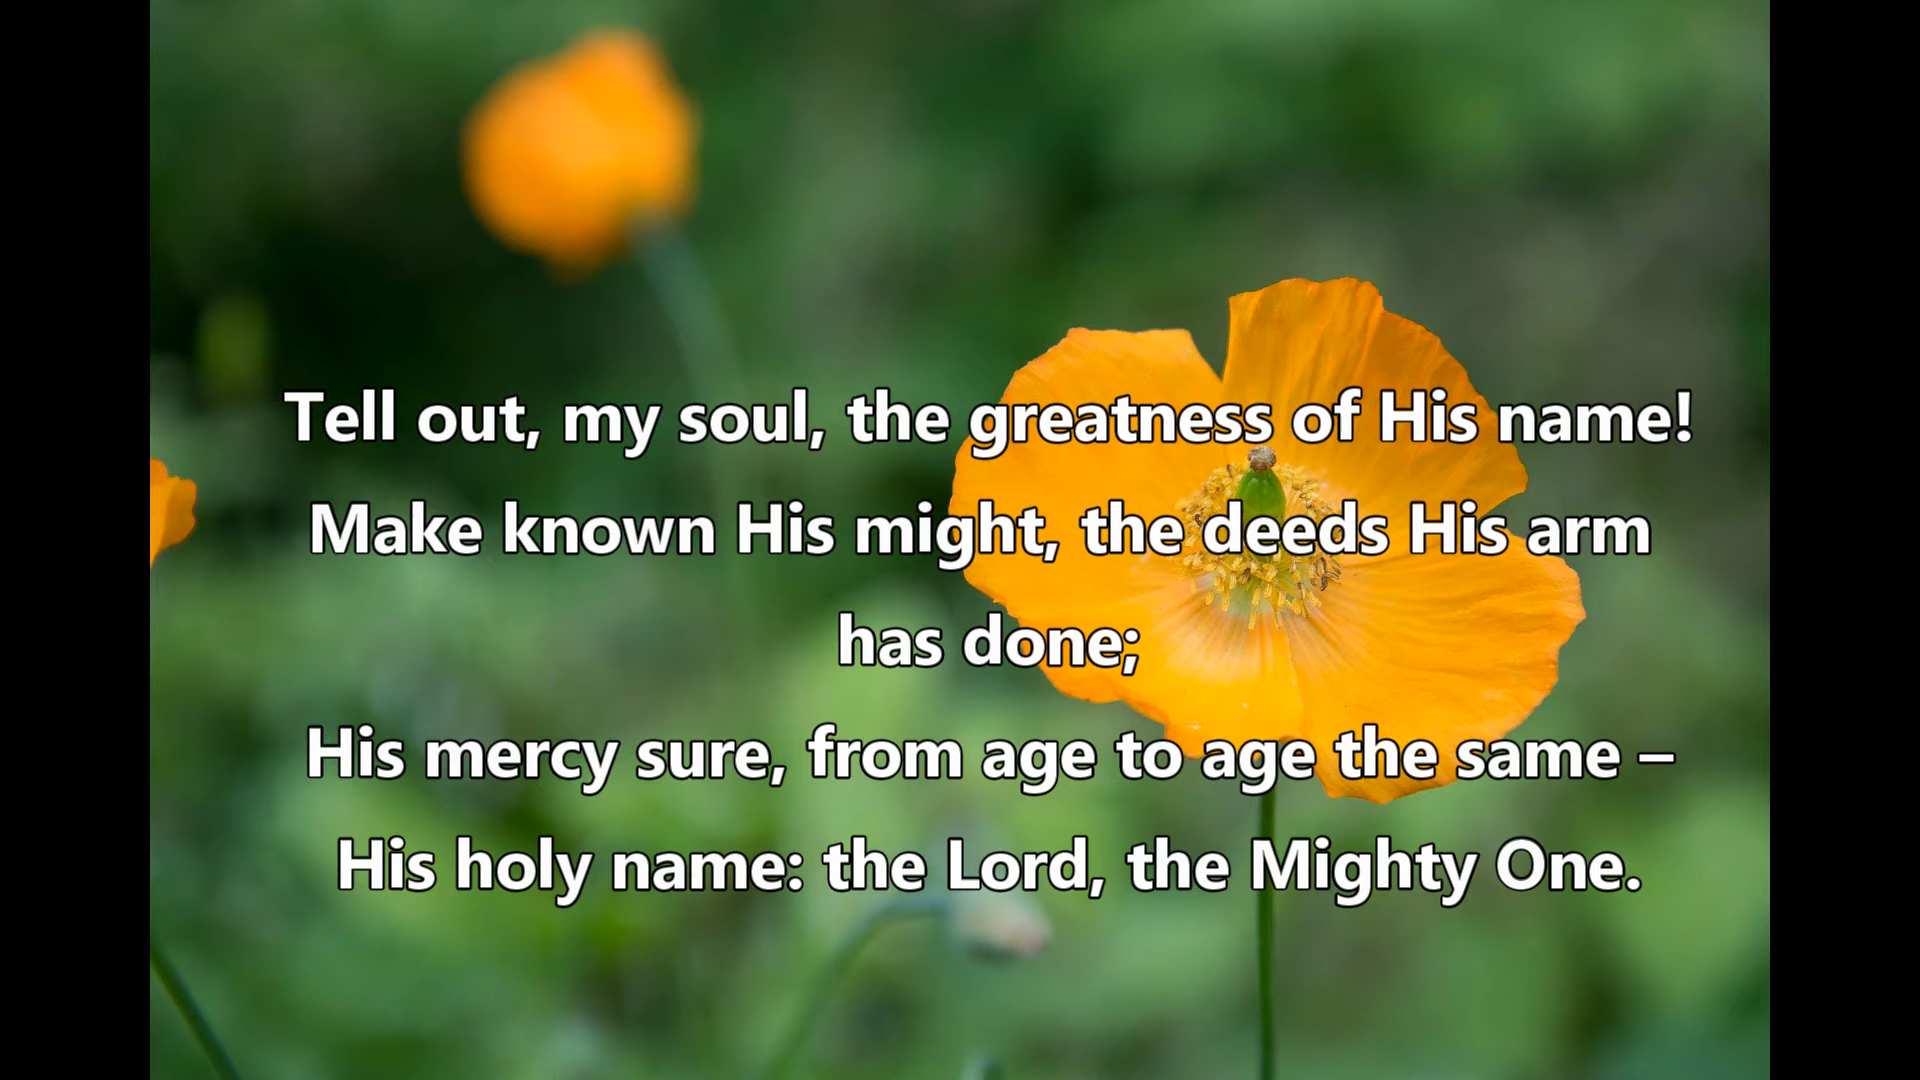 Tell out, my soul, the greatness of His name!
Make known His might, the deeds His arm
has done;
His mercy sure, from age to age the same –
His holy name: the Lord, the Mighty One.